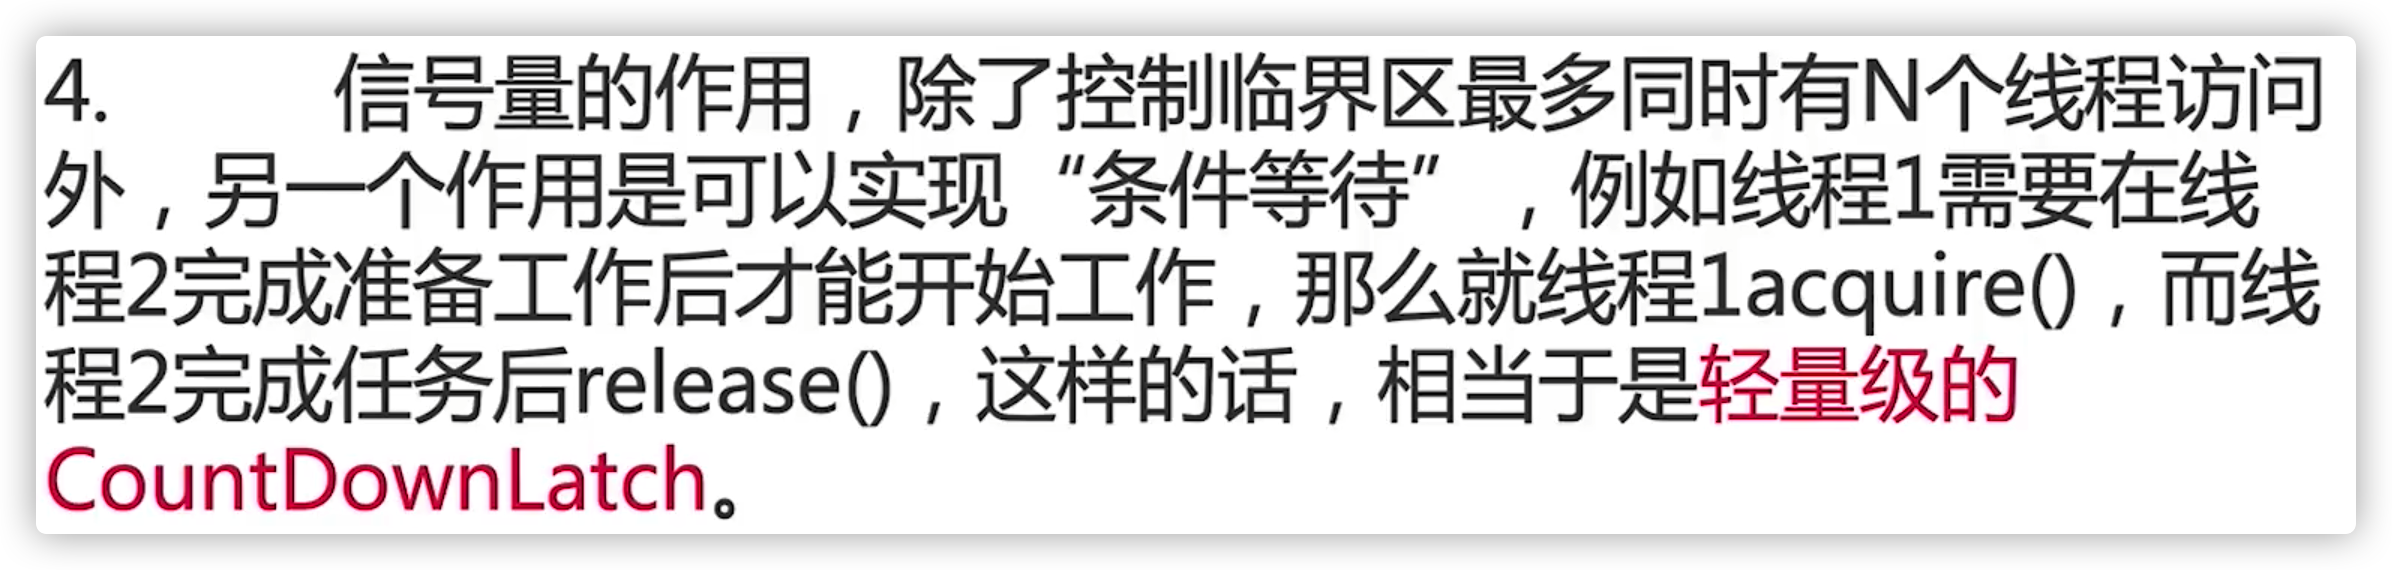 4. 信号量的作用，除了控制临界区最多同时有N个线程访问
外，另一个作用是可以实现“条件等待”，例如线程1需要在线
程2完成准备工作后才能开始工作，那么就线程1acquire()，而线
程2完成任务后release()，这样的话，相当于是轻量级的
CountDownLatch。